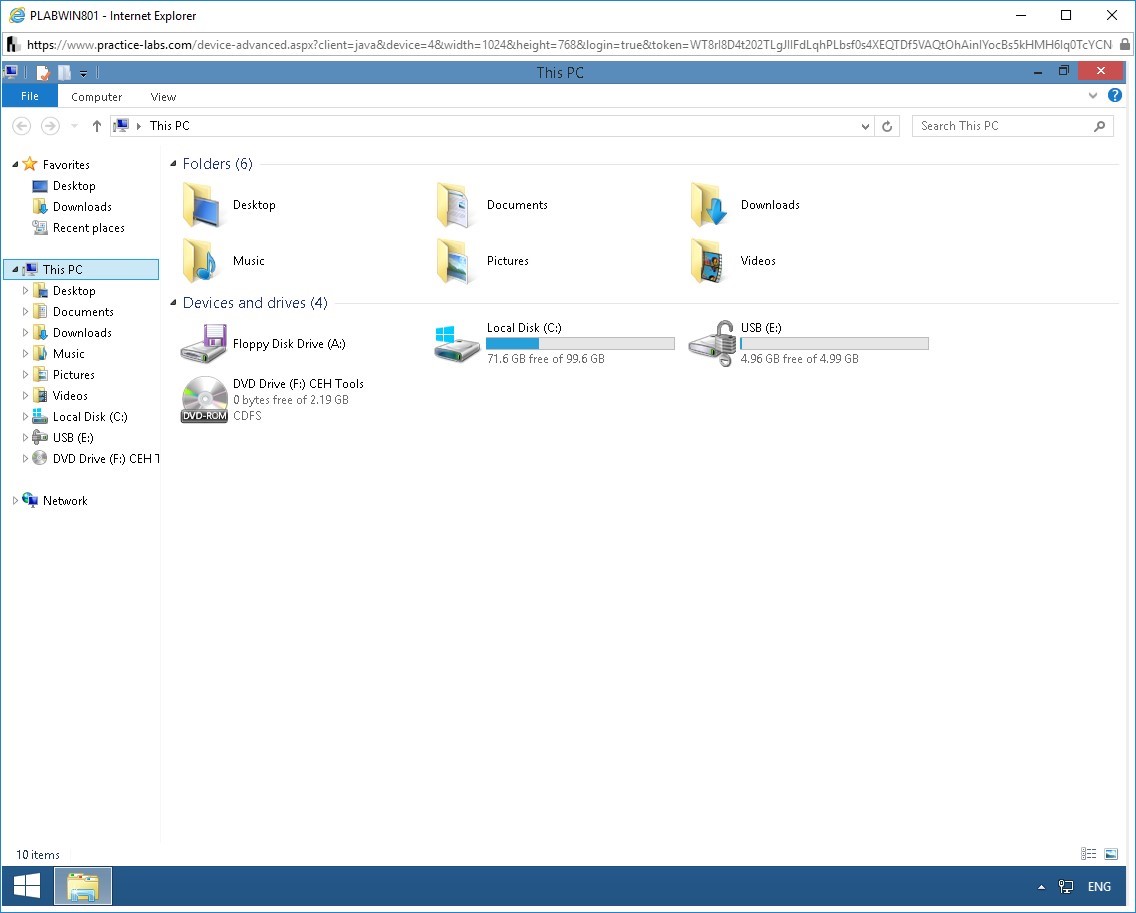 PLABWIN801 - Internet Explorer
https://www.practice-labs.com/device-advanced.aspx?client=java&device=4&width=1024&height=768&login=true&token=
This PC
File Computer View
This PC
Search This PC
Favorites
Desktop
Downloads
Recent places
This PC
Desktop
Documents
Downloads
Music
Pictures
Videos
Local Disk (C:)
USB (E:)
DVD Drive (F:) CEH T
Network
Folders (6)
Desktop Documents Downloads
Music Pictures Videos
Devices and drives (4)
Floppy Disk Drive (A:)
Local Disk (C:)
71.6 GB free of 99.6 GB
USB (E:)
4.96 GB free of 4.99 GB
DVD-ROM
DVD Drive (F:) CEH Tools
0 bytes free of 2.19 GB
CDFS
10 items
ENG